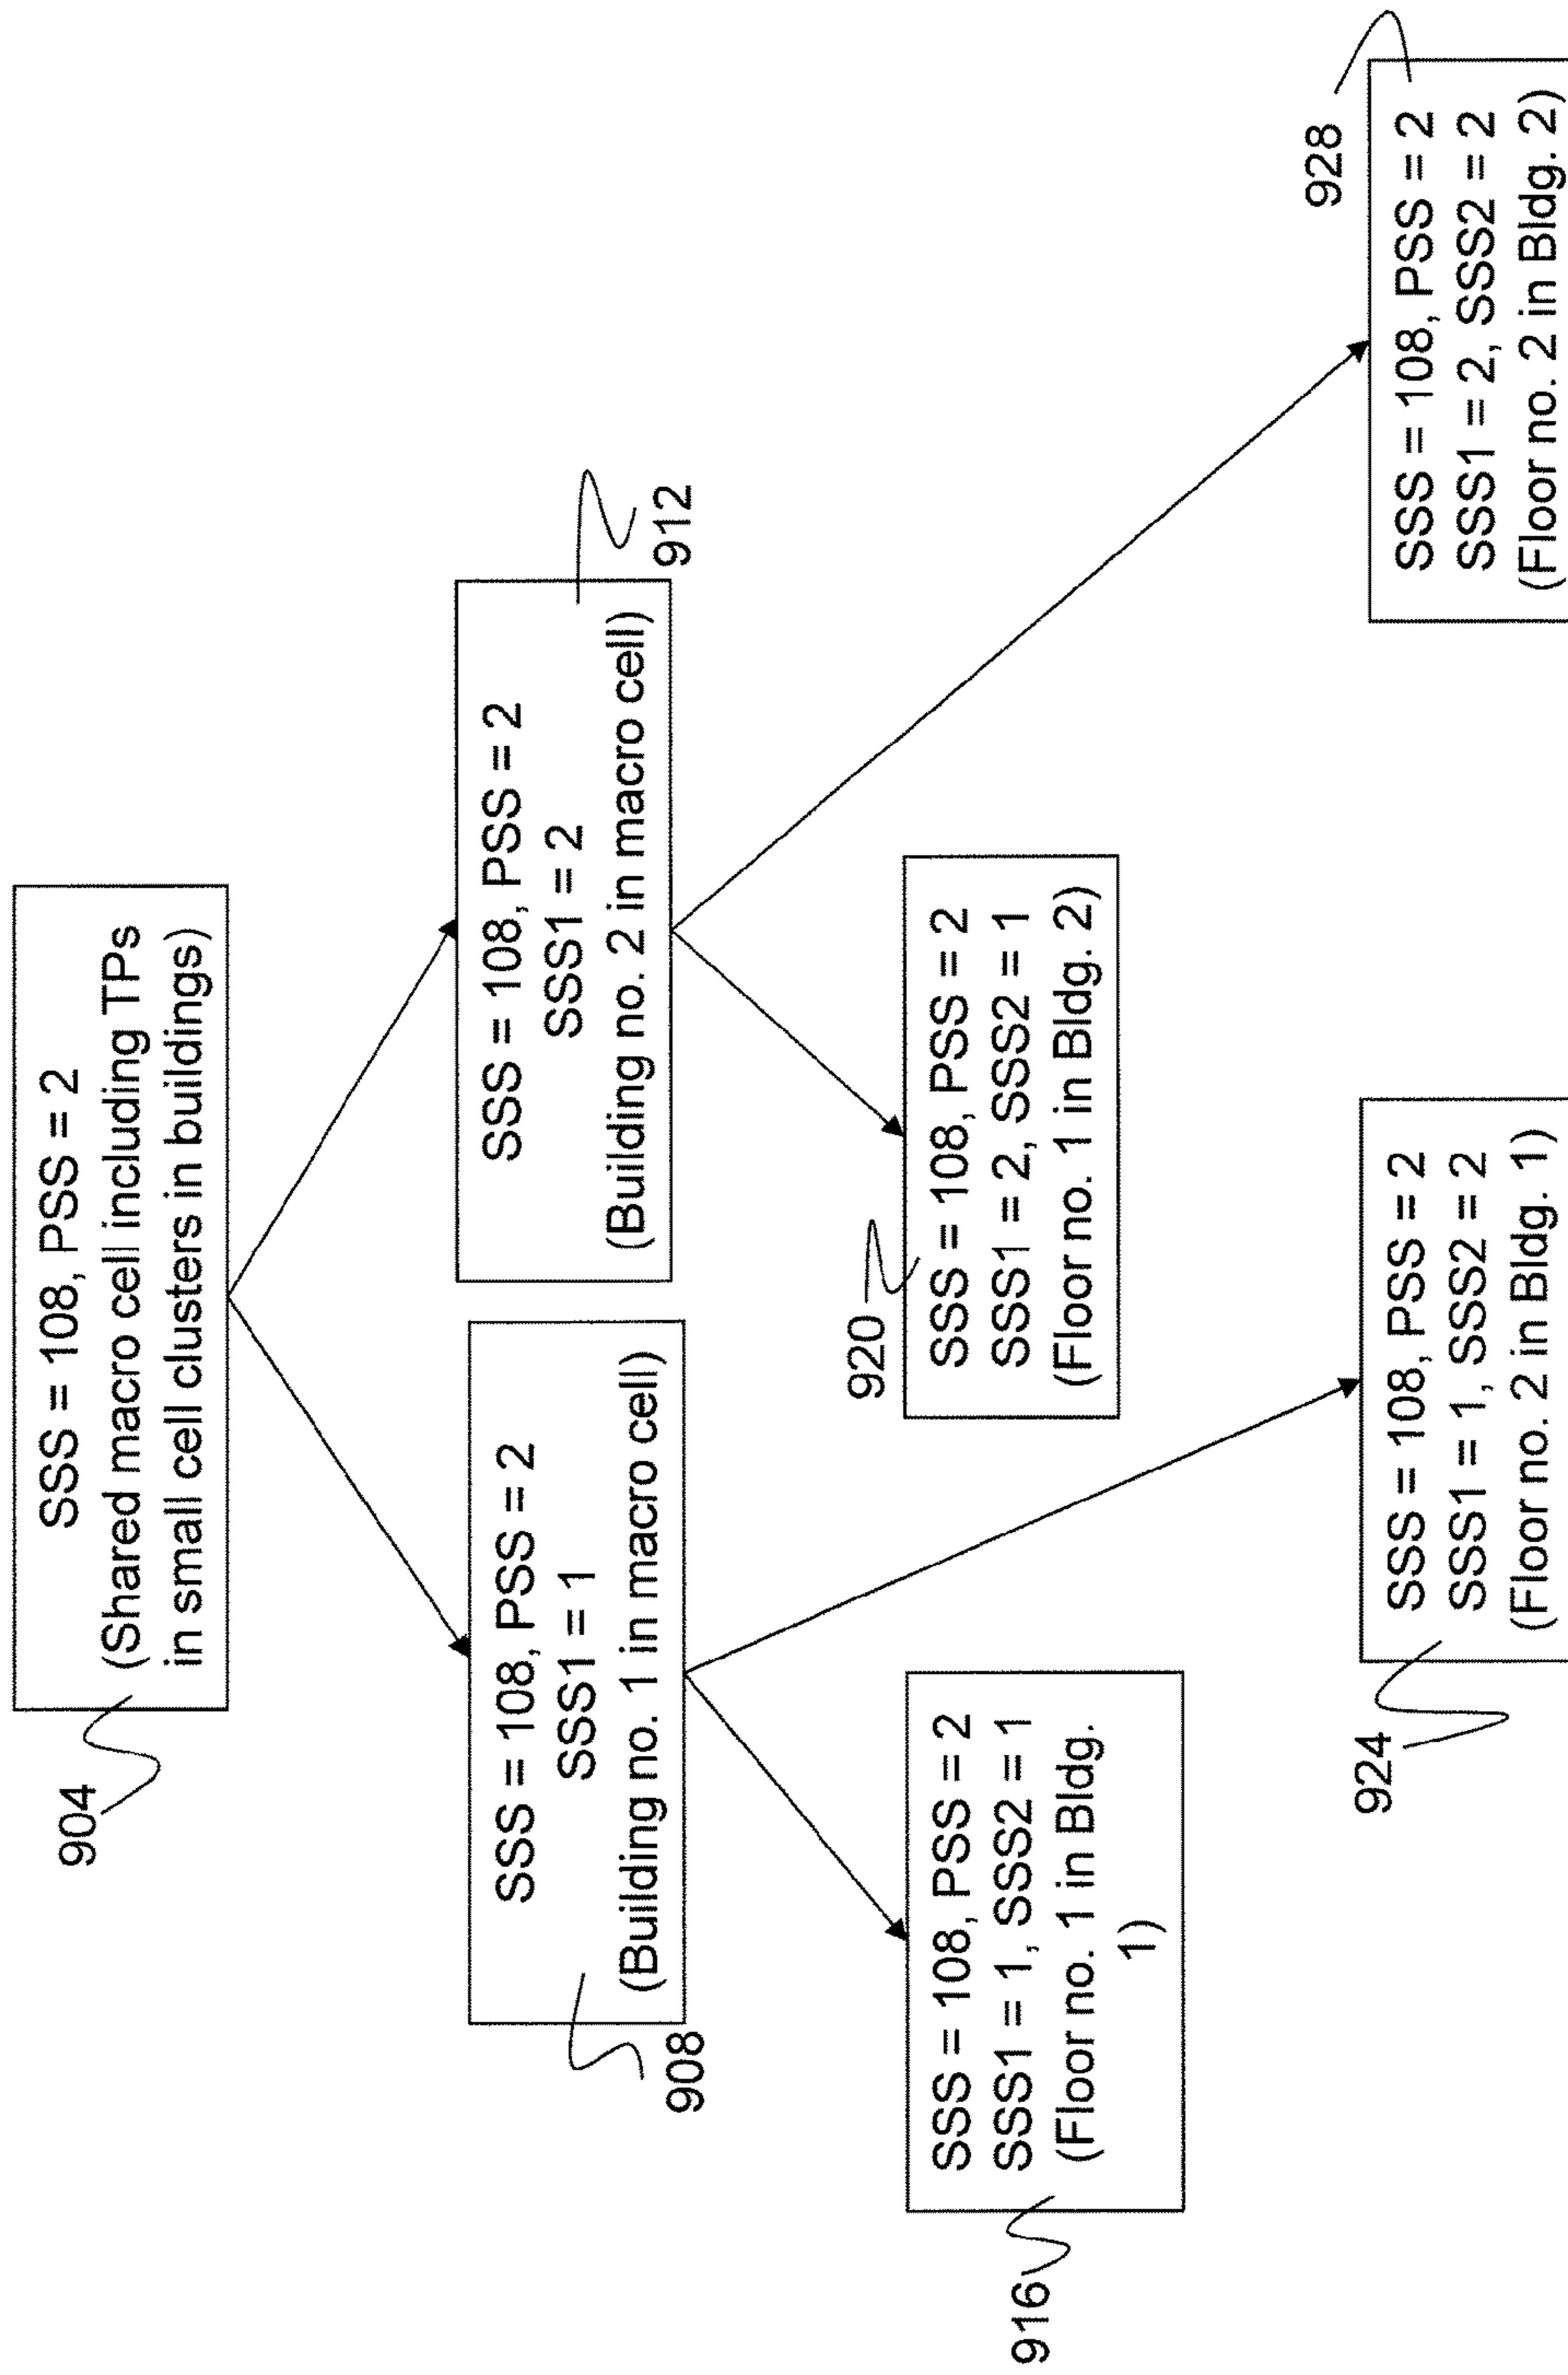 904
SSS = 108, PSS = 2
(Shared macro cell including TPs
in small cell clusters in buildings)
908
SSS = 108, PSS = 2
SSS1 = 1
(Building no. 1 in macro cell)
SSS = 108, PSS = 2
SSS1 = 2
(Building no. 2 in macro cell)
912
916
SSS = 108, PSS = 2
SSS1 = 1, SSS2 = 1
(Floor no. 1 in Bldg.
1)
920
SSS = 108, PSS = 2
SSS1 = 2, SSS2 = 1
(Floor no. 1 in Bldg. 2)
924
SSS = 108, PSS = 2
SSS1 = 1, SSS2 = 2
(Floor no. 2 in Bldg. 1)
928
SSS = 108, PSS = 2
SSS1 = 2, SSS2 = 2
(Floor no. 2 in Bldg. 2)